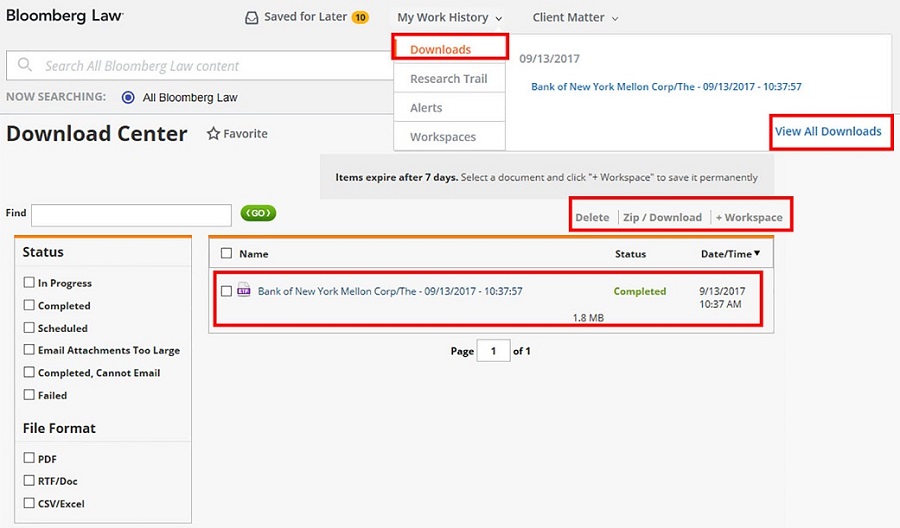 Bloomberg Law®
Saved for Later 10
My Work History
Client Matter
Downloads
Research Trail
Alerts
Workspaces
09/13/2017
Bank of New York Mellon Corp/The - 09/13/2017 - 10:37:57
View All Downloads
Search All Bloomberg Law content
NOW SEARCHING: All Bloomberg Law
Download Center
Favorite
Items expire after 7 days. Select a document and click "+ Workspace" to save it permanently
Find
GO
Delete | Zip / Download | + Workspace
Status
In Progress
Completed
Scheduled
Email Attachments Too Large
Completed, Cannot Email
Failed
File Format
PDF
RTF/Doc
CSV/Excel
Name Status Date/Time▼
ZIP Bank of New York Mellon Corp/The - 09/13/2017 - 10:37:57 Completed 9/13/2017
10:37 AM
1.8 MB
Page 1 of 1